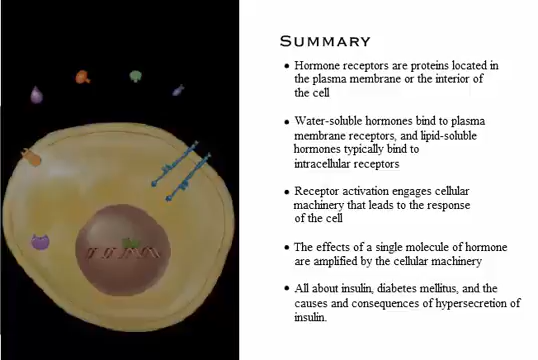 SUMMARY
• Hormone receptors are proteins located in
the plasma membrane or the interior of
the cell
• Water-soluble hormones bind to plasma
membrane receptors, and lipid-soluble
hormones typically bind to
intracellular receptors
• Receptor activation engages cellular
machinery that leads to the response
of the cell
• The effects of a single molecule of hormone
are amplified by the cellular machinery
• All about insulin, diabetes mellitus, and the
causes and consequences of hypersecretion of
insulin.